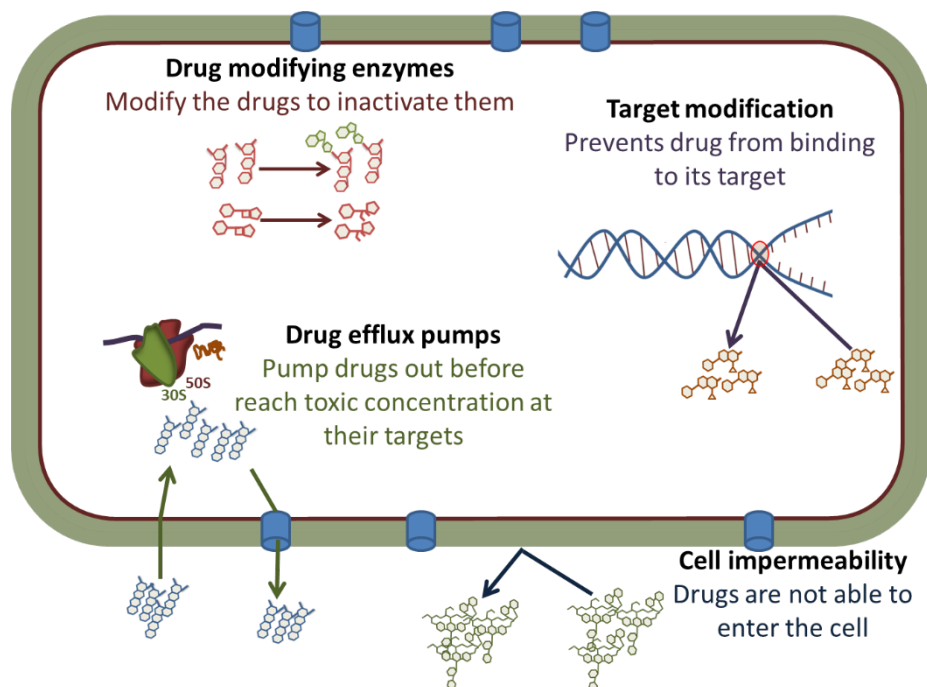 Drug modifying enzymes
Modify the drugs to inactivate them
Target modification
Prevents drug from binding
to its target
Drug efflux pumps
Pump drugs out before
reach toxic concentration at
their targets
50S
30S
Cell impermeability
Drugs are not able to
enter the cell